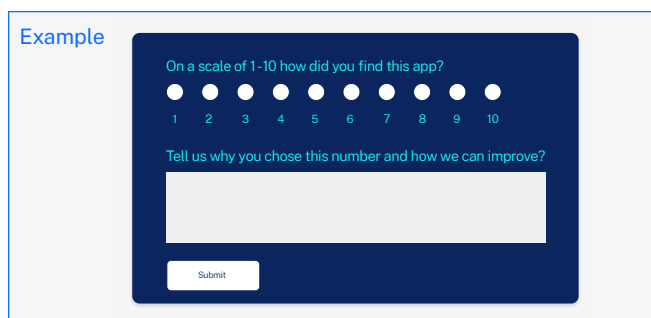 Example
On a scale of 1-10 how did you find this app?
1 2 3 4 5 6 7 8 9 10
Tell us why you chose this number and how we can improve?
Submit